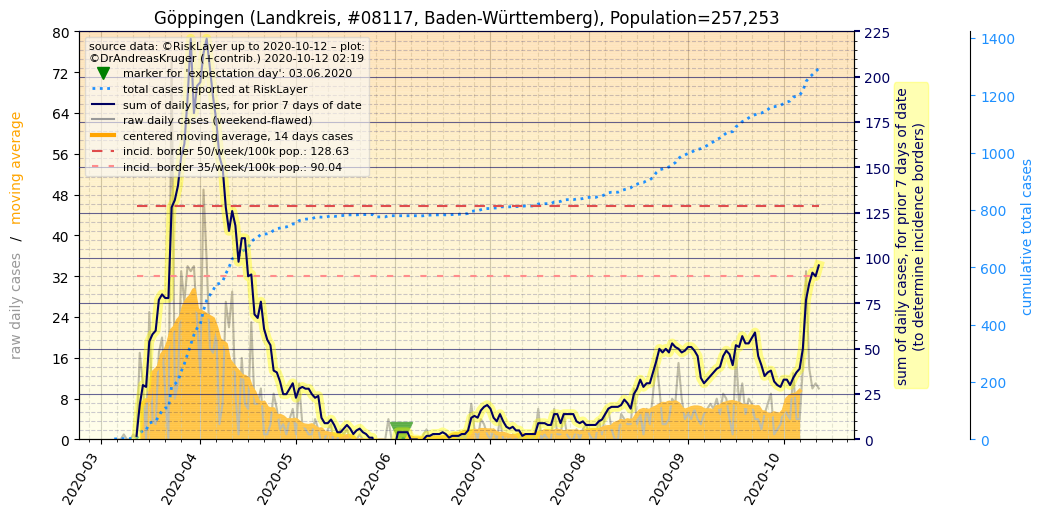 Göppingen (Landkreis, #08117, Baden-Württemberg), Population=257,253
source data: ©RiskLayer up to 2020-10-12 – plot:
©DrAndreasKruger (+contrib.) 2020-10-12 02:19
marker for 'expectation day': 03.06.2020
total cases reported at RiskLayer
sum of daily cases, for prior 7 days of date
raw daily cases (weekend-flawed)
centered moving average, 14 days cases
incid. border 50/week/100k pop.: 128.63
incid. border 35/week/100k pop.: 90.04
raw daily cases / moving average
80
72
64
56
48
40
32
24
16
8
0
225
200
175
150
125
100
75
50
25
0
sum of daily cases, for prior 7 days of date
(to determine incidence borders)
1400
1200
1000
800
600
400
200
0
cumulative total cases
2020-03
2020-04
2020-05
2020-06
2020-07
2020-08
2020-09
2020-10